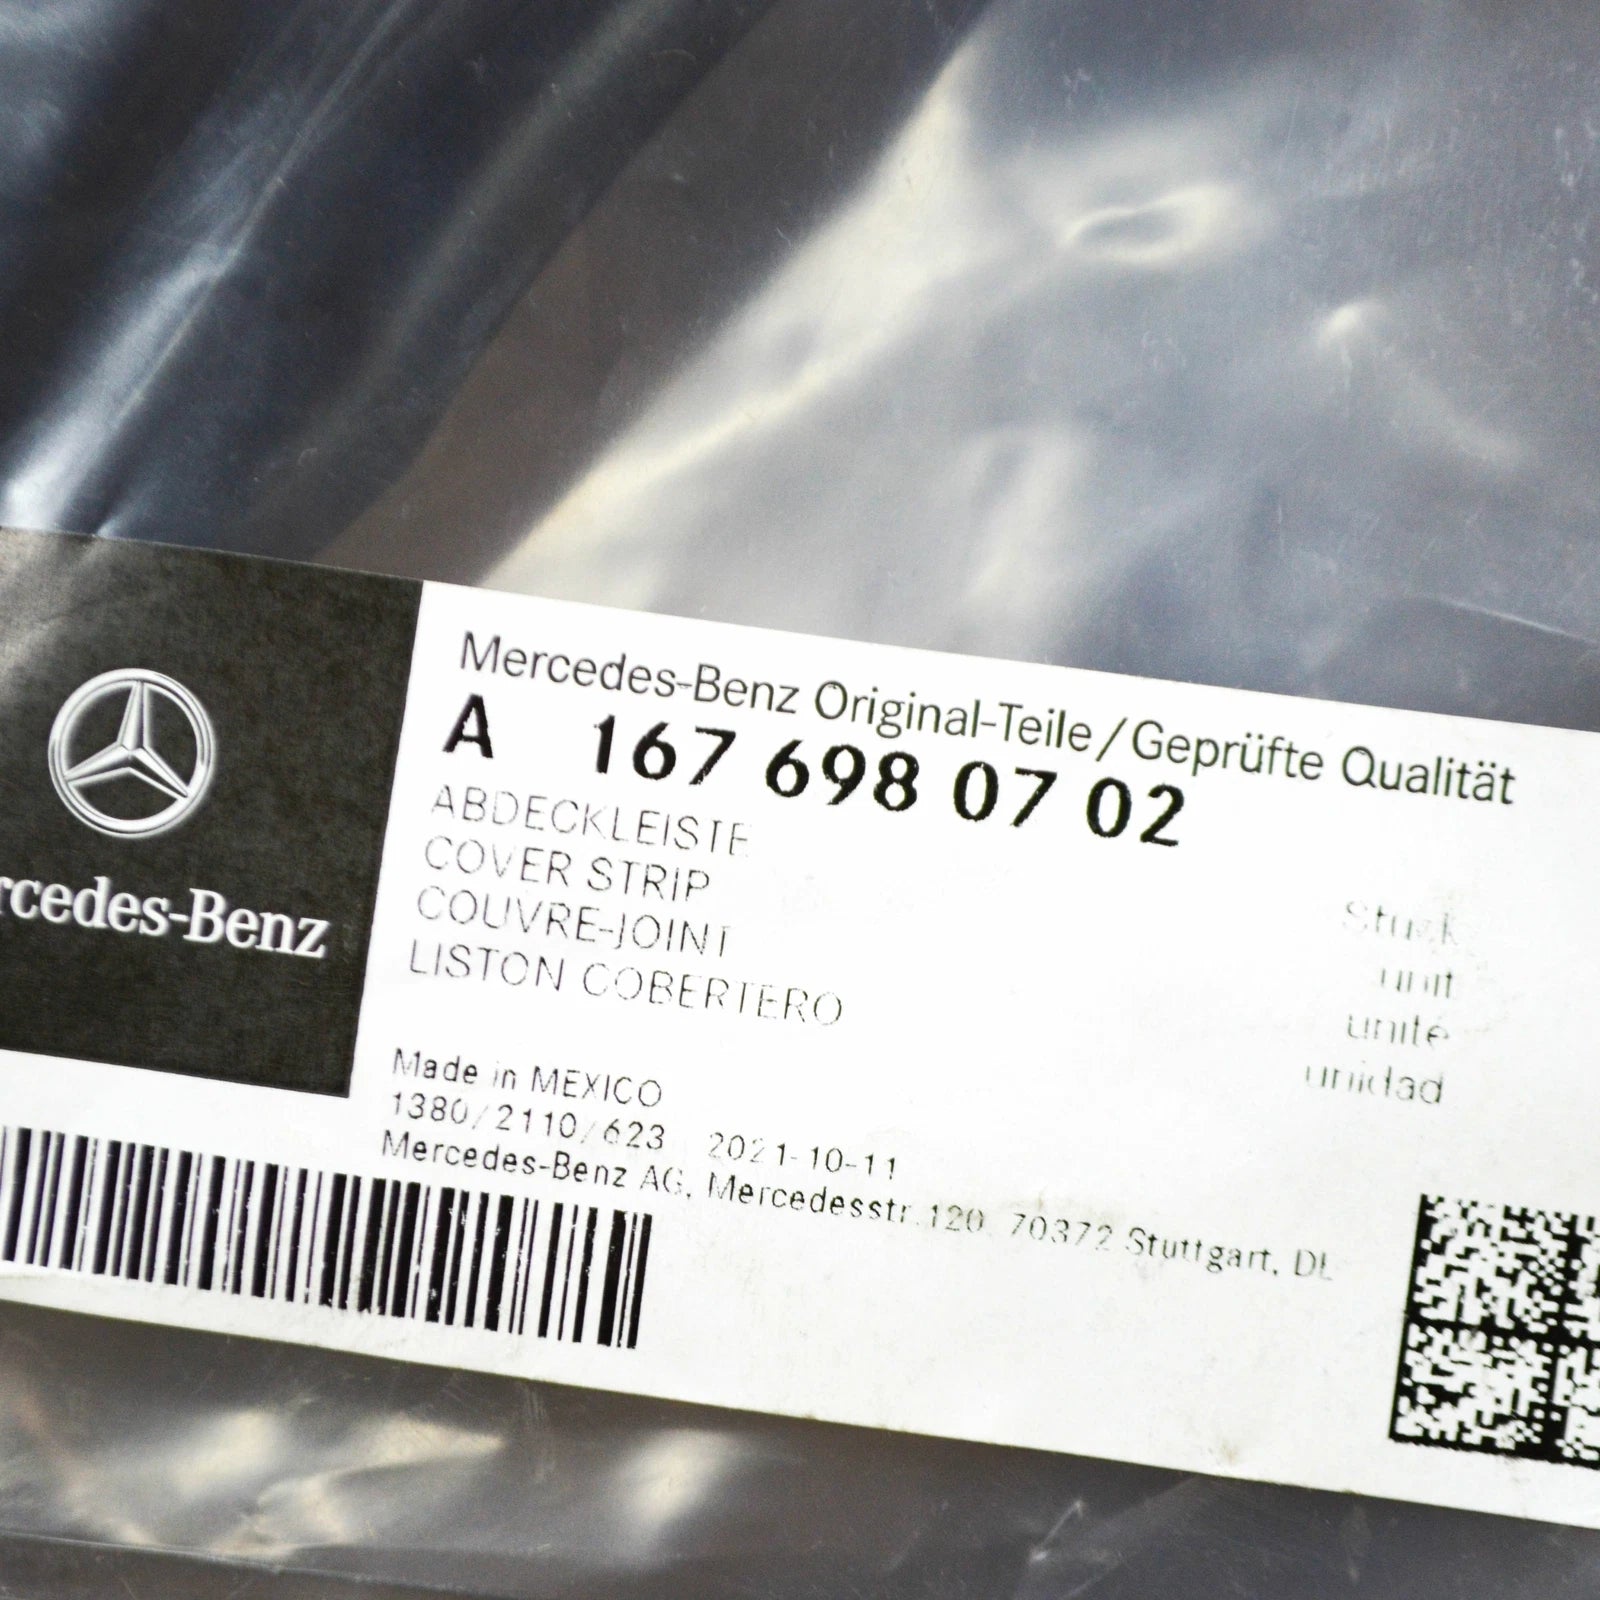 Mercedes-Benz Original-Teile/Geprüfte Qualität
A 167 698 07 02
ABDECKLEISTE
COVER STRIP
COUVRE-JOINT
LISTON COBERTERO
Stück
unit
unité
unidad
Made in MEXICO
1380/2110/623 2021-10-11
Mercedes-Benz AG, Mercedesstr.120, 70372 Stuttgart, DE
rcedes-Benz